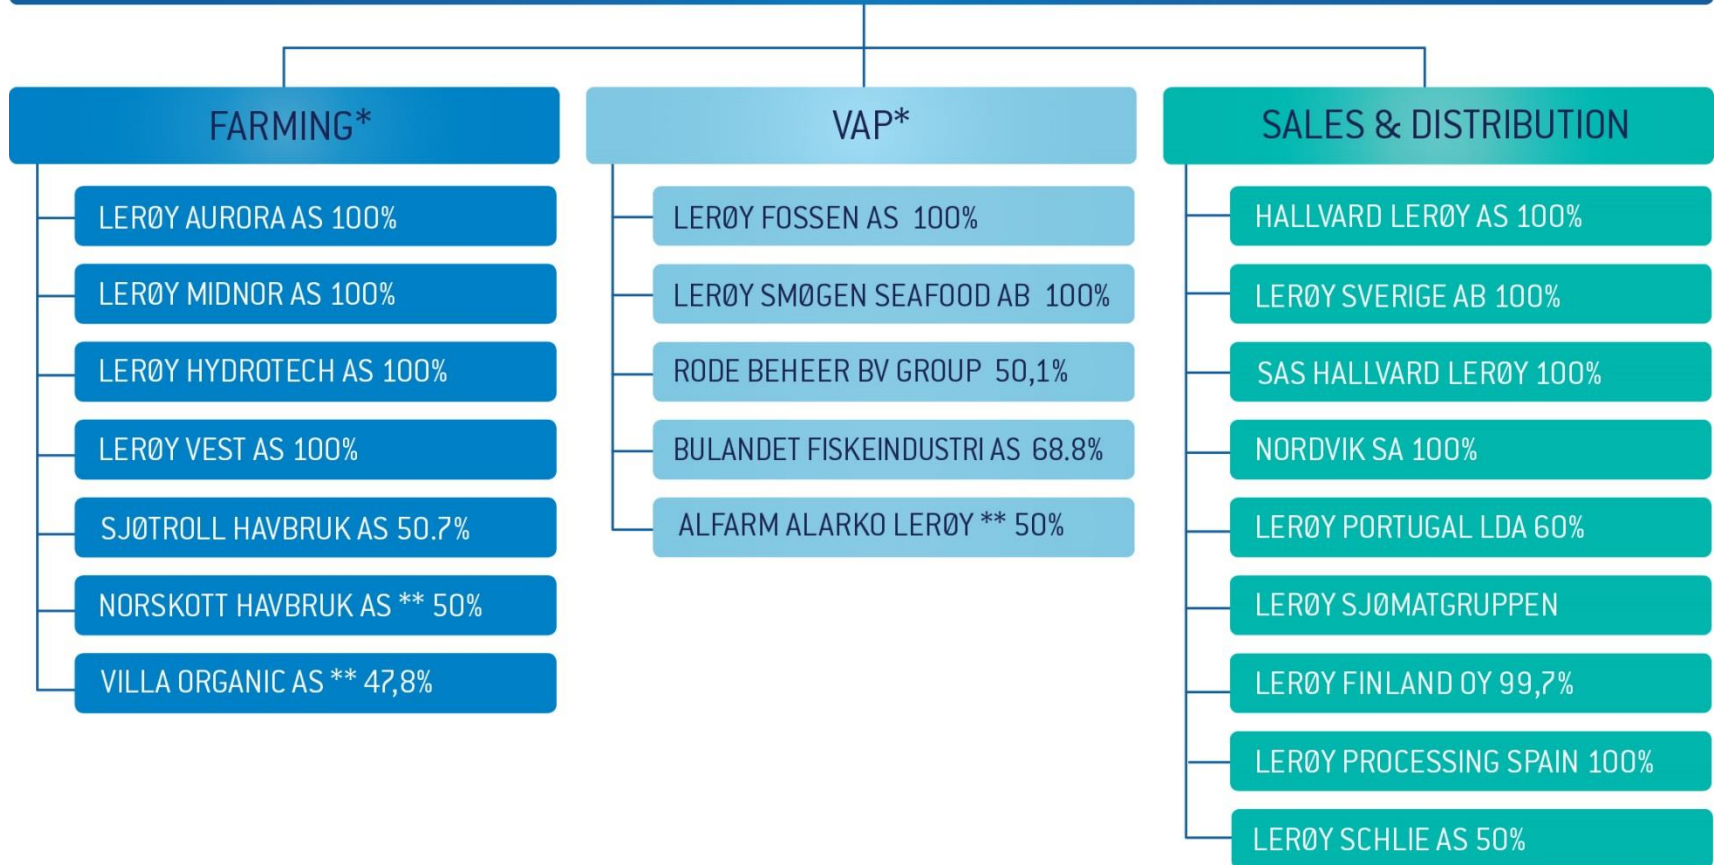 FARMING*
LERØY AURORA AS 100%
LERØY MIDNOR AS 100%
LERØY HYDROTECH AS 100%
LERØY VEST AS 100%
SJØTROLL HAVBRUK AS 50.7%
NORSKOTT HAVBRUK AS ** 50%
VILLA ORGANIC AS ** 47,8%
VAP*
LERØY FOSSEN AS 100%
LERØY SMØGEN SEAFOOD AB 100%
RODE BEHEER BV GROUP 50,1%
BULANDET FISKEINDUSTRI AS 68.8%
ALFARM ALARKO LERØY ** 50%
SALES & DISTRIBUTION
HALLVARD LERØY AS 100%
LERØY SVERIGE AB 100%
SAS HALLVARD LERØY 100%
NORDVIK SA 100%
LERØY PORTUGAL LDA 60%
LERØY SJØMATGRUPPEN
LERØY FINLAND OY 99,7%
LERØY PROCESSING SPAIN 100%
LERØY SCHLIE AS 50%